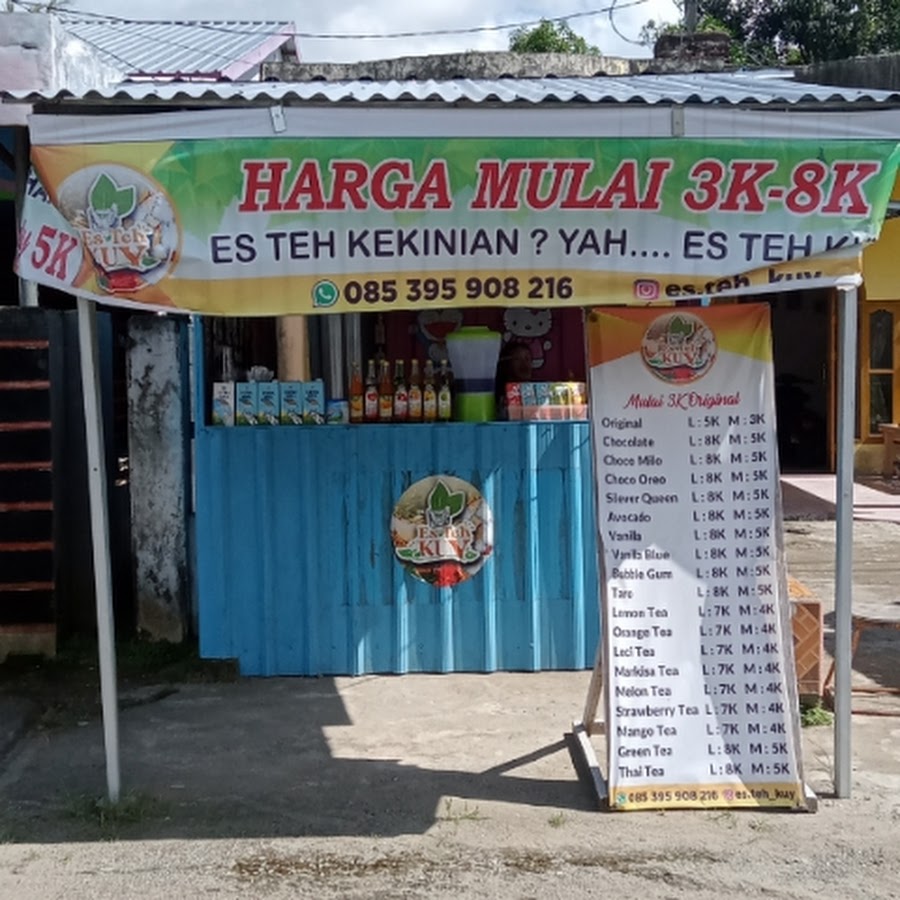 HARGA MULAI 3K-8K
5K
Es Teh
KUY
ES TEH KEKINIAN ? YAH.... ES TEH
085 395 908 216
es.teh_kuy
KUY
Mulai 3K Original
Original L : 5K M : 3K
Chocolate L : 8K M : 5K
Choco Milo L : 8K M : 5K
Choco Oreo L : 8K M : 5K
Silever Queen L : 8K M : 5K
Avocado L : 8K M : 5K
Vanila L : 8K M : 5K
Vanila Blue L : 8K M : 5K
Bubble Gum L : 8K M : 5K
Taro L : 8K M : 5K
Lemon Tea L : 7K M : 4K
Orange Tea L : 7K M : 4K
Leci Tea L : 7K M : 4K
Markisa Tea L : 7K M : 4K
Melon Tea L : 7K M : 4K
Strawberry Tea L : 7K M : 4K
Mango Tea L : 7K M : 4K
Green Tea L : 8K M : 5K
Thai Tea L : 8K M : 5K
085 395 908 216 es.teh_kuy
Es Teh
KUY